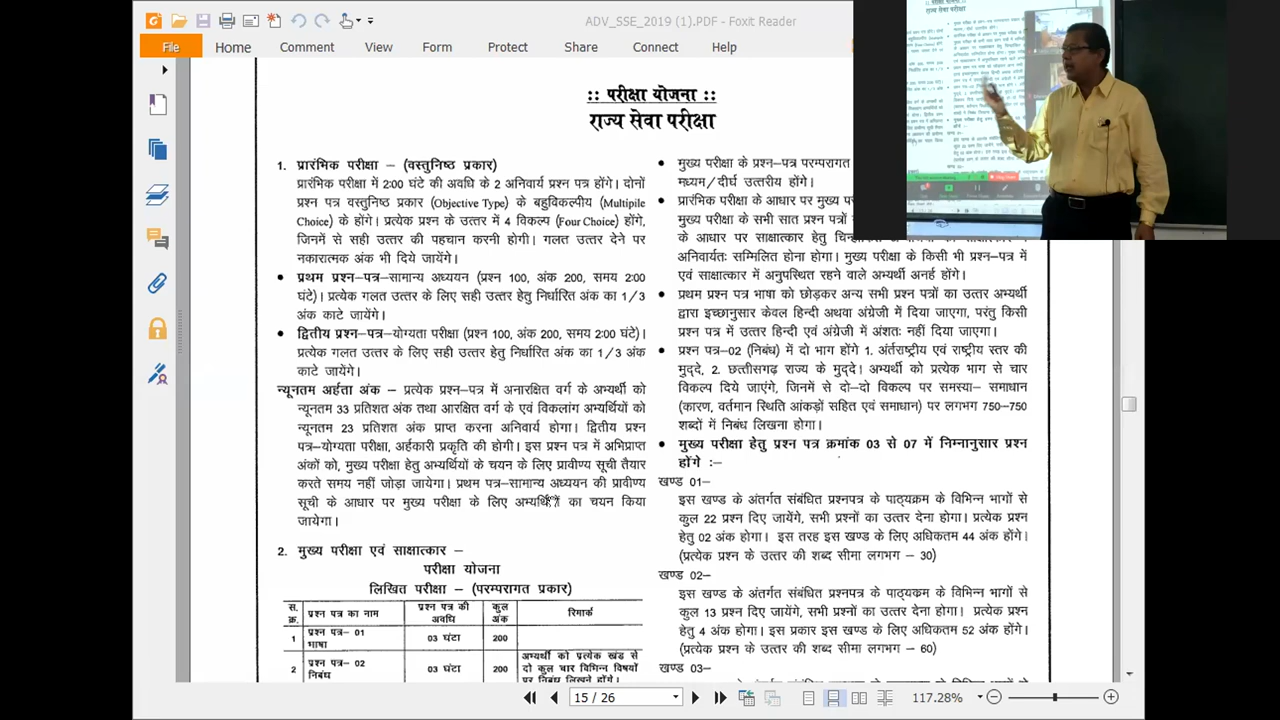 ADV_SSE_2019 (1).PDF - Foxit Reader
File Home Comment View Form Protect Share Connect Help
:: परीक्षा योजना
राज्य सेवा परीक्षा
1.
(वस्तुनिष्ठ प्रकार)
परीक्षा में 2:00 घंटे की अवधि के 2 अनिवार्य प्रश्न पत्र होंगे। दोनों
वस्तुनिष्ठ प्रकार (Objective Type) के बहुविकल्पीय (Multipile
Choice) के होंगे। प्रत्येक प्रश्न के उत्तर में 4 विकल्प (Four Choice) होंगे,
जिनमें से सही उत्तर की पहचान करनी होगी। गलत उत्तर देने पर
नकारात्मक अंक भी दिये जायेंगे।
● प्रथम प्रश्न-पत्र-सामान्य अध्ययन (प्रश्न 100, अंक 200, समय 2:00
घंटे)। प्रत्येक गलत उत्तर के लिए सही उत्तर हेतु निर्धारित अंक का 1/3
अंक काटे जायेंगे।
● द्वितीय प्रश्न-पत्र-योग्यता परीक्षा (प्रश्न 100, अंक 200, समय 2:00 घंटे)।
प्रत्येक गलत उत्तर के लिए सही उत्तर हेतु निर्धारित अंक का 1/3 अंक
काटे जायेंगे।
न्यूनतम अर्हता अंक – प्रत्येक प्रश्न-पत्र में अनारक्षित वर्ग के अभ्यर्थी को
न्यूनतम 33 प्रतिशत अंक तथा आरक्षित वर्ग के एवं विकलांग अभ्यर्थियों को
न्यूनतम 23 प्रतिशत अंक प्राप्त करना अनिवार्य होगा। द्वितीय प्रश्न
पत्र-योग्यता परीक्षा, अर्हकारी प्रकृति की होगी। इस प्रश्न पत्र में अभिप्राप्त
अंकों को, मुख्य परीक्षा हेतु अभ्यर्थियों के चयन के लिए प्रावीण्य सूची तैयार
करते समय नहीं जोड़ा जायेगा। प्रथम पत्र-सामान्य अध्ययन की प्रावीण्य
सूची के आधार पर मुख्य परीक्षा के लिए का चयन किया
जायेगा।
2. मुख्य परीक्षा एवं साक्षात्कार –
परीक्षा योजना
लिखित परीक्षा – (परम्परागत प्रकार)
स. क्र. प्रश्न पत्र का नाम प्रश्न पत्र की अवधि कुल अंक रिमार्क
1 प्रश्न पत्र- 01 भाषा 03 घंटा 200
2 प्रश्न पत्र- 02 निबंध 03 घंटा 200 अभ्यर्थी को प्रत्येक खंड से दो कुल चार विभिन्न विषयों पर निबंध लिखने होंगे।
● मुख्य परीक्षा के प्रश्न-पत्र परम्परागत
मध्यम/दीर्घ उत्तरीय होंगे।
● परीक्षा के आधार पर मुख्य
मुख्य परीक्षा के सभी सात प्रश्न पत्रों
के आधार पर साक्षात्कार हेतु
अनिवार्यतः सम्मिलित होना होगा। मुख्य परीक्षा के किसी भी प्रश्न-पत्र में
एवं साक्षात्कार में अनुपस्थित रहने वाले अभ्यर्थी अनर्ह होंगे।
● प्रथम प्रश्न पत्र भाषा को छोड़कर अन्य सभी प्रश्न पत्रों का उत्तर अभ्यर्थी
द्वारा इच्छानुसार केवल हिन्दी अथवा अंग्रेजी में दिया जाएगा, परंतु किसी
प्रश्न पत्र में उत्तर हिन्दी एवं अंग्रेजी में अंशतः नहीं दिया जाएगा।
● प्रश्न पत्र-02 (निबंध) में दो भाग होंगे 1. अंर्तराष्ट्रीय एवं राष्ट्रीय स्तर की
मुद्दे, 2. छत्तीसगढ़ राज्य के मुद्दे। अभ्यर्थी को प्रत्येक भाग से चार
विकल्प दिये जाएंगे, जिनमें से दो-दो विकल्प पर समस्या- समाधान
(कारण, वर्तमान स्थिति आंकड़ों सहित एवं समाधान) पर लगभग 750-750
शब्दों में निबंध लिखना होगा।
● मुख्य परीक्षा हेतु प्रश्न पत्र क्रमांक 03 से 07 में निम्नानुसार प्रश्न
होंगे :-
खण्ड 01-
इस खण्ड के अंतर्गत संबंधित प्रश्नपत्र के पाठ्यक्रम के विभिन्न भागों से
कुल 22 प्रश्न दिए जायेंगे, सभी प्रश्नों का उत्तर देना होगा। प्रत्येक प्रश्न
हेतु 02 अंक होगा। इस तरह इस खण्ड के लिए अधिकतम 44 अंक होंगे।
(प्रत्येक प्रश्न के उत्तर की शब्द सीमा लगभग – 30)
खण्ड 02-
इस खण्ड के अंतर्गत संबंधित प्रश्नपत्र के पाठ्यक्रम के विभिन्न भागों से
कुल 13 प्रश्न दिए जायेंगे, सभी प्रश्नों का उत्तर देना होगा। प्रत्येक प्रश्न
हेतु 4 अंक होगा। इस प्रकार इस खण्ड के लिए अधिकतम 52 अंक होंगे।
(प्रत्येक प्रश्न के उत्तर की शब्द सीमा लगभग – 60)
खण्ड 03-
15 / 26
117.28%